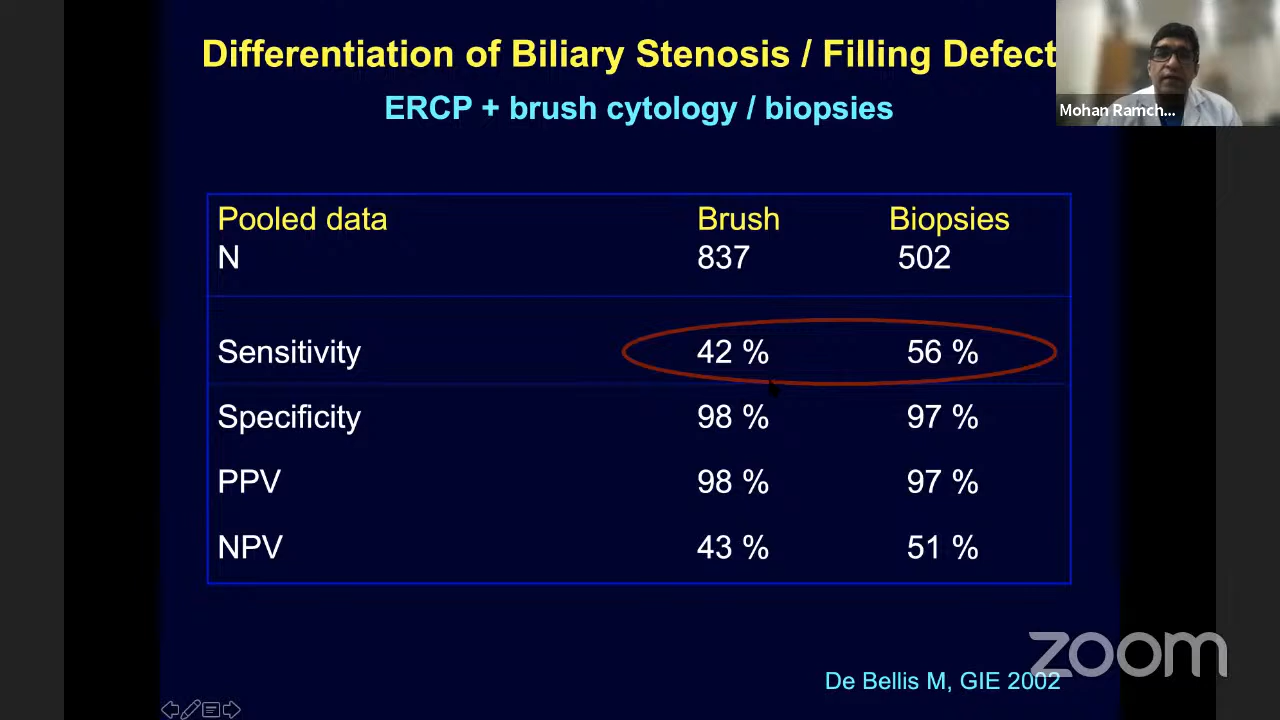 Differentiation of Biliary Stenosis / Filling Defect
ERCP + brush cytology / biopsies
Mohan Ramch...
Pooled data Brush Biopsies
N 837 502
Sensitivity 42 % 56 %
Specificity 98 % 97 %
PPV 98 % 97 %
NPV 43 % 51 %
zoom
De Bellis M, GIE 2002